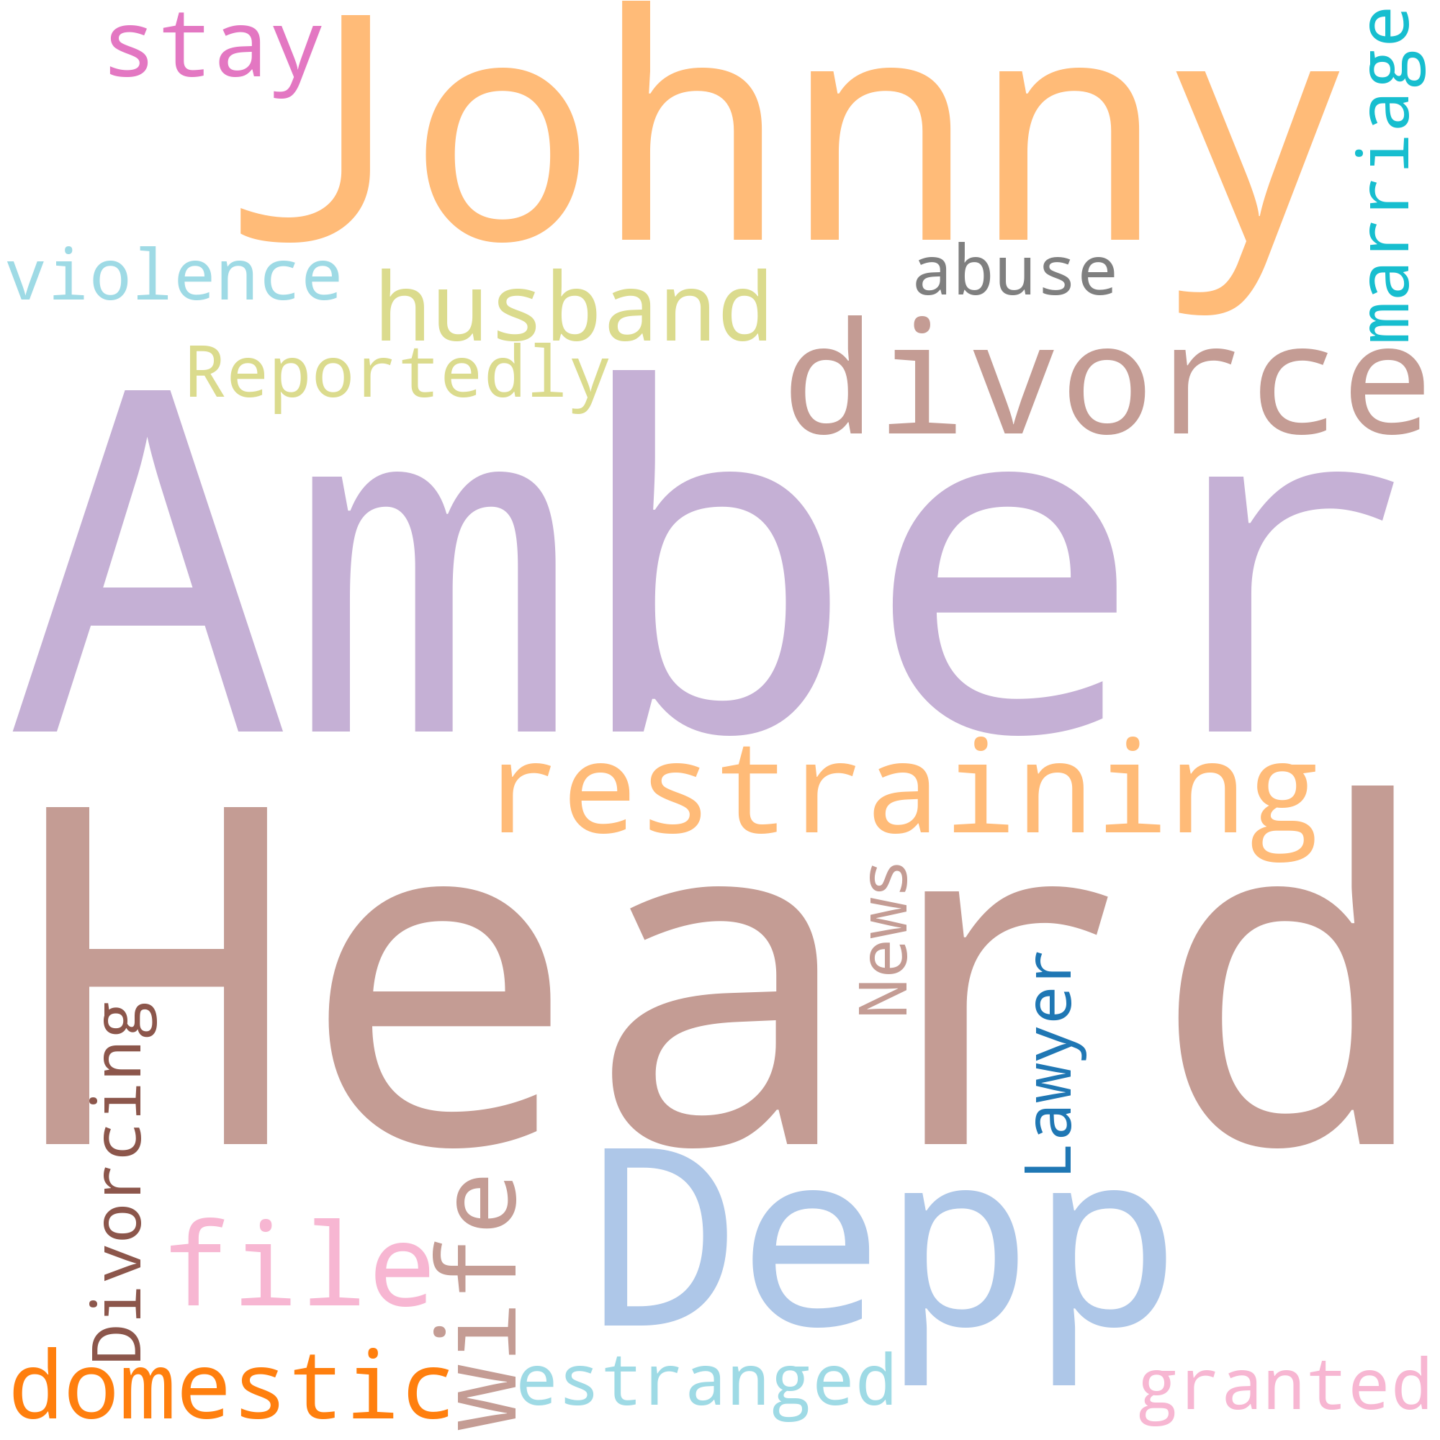 stay
Johnny
marriage
violence
husband
abuse
Reportedly
divorce
Amber
restraining
Heard
News
Lawyer
Divorcing
file
wife
Depp
domestic
estranged
granted